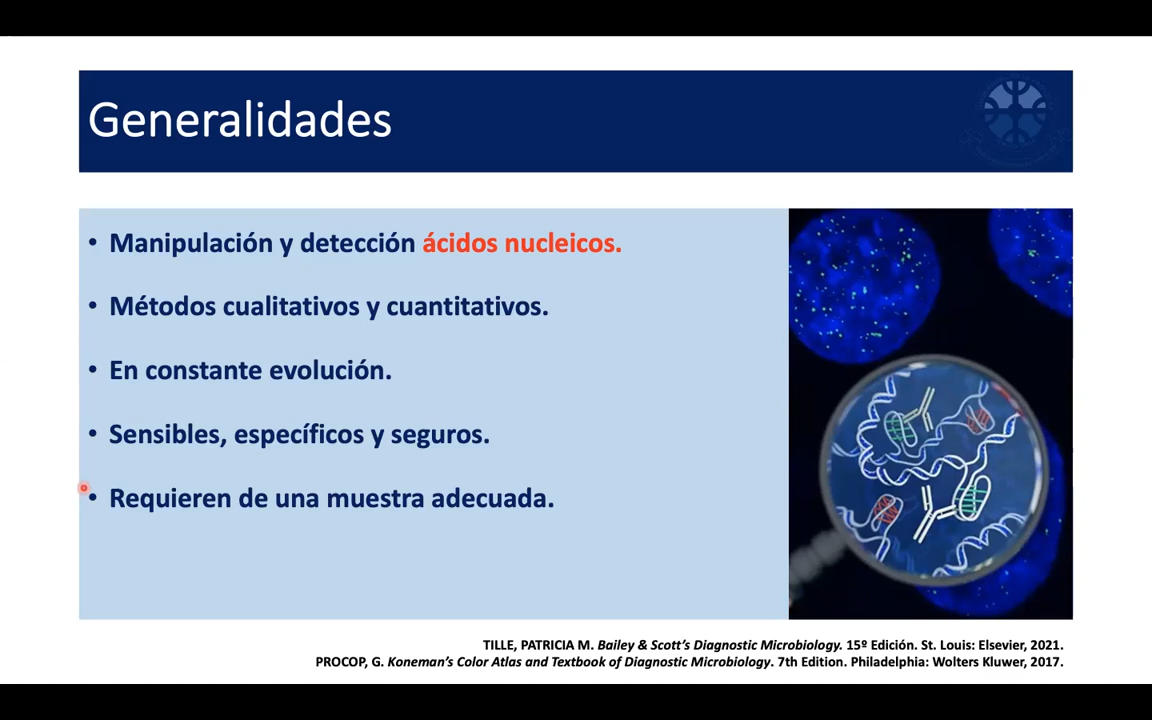 Generalidades
• Manipulación y detección ácidos nucleicos.
• Métodos cualitativos y cuantitativos.
• En constante evolución.
• Sensibles, específicos y seguros.
• Requieren de una muestra adecuada.
TILLE, PATRICIA M. Bailey & Scott's Diagnostic Microbiology. 15º Edición. St. Louis: Elsevier, 2021.
PROCOP, G. Koneman's Color Atlas and Textbook of Diagnostic Microbiology. 7th Edition. Philadelphia: Wolters Kluwer, 2017.